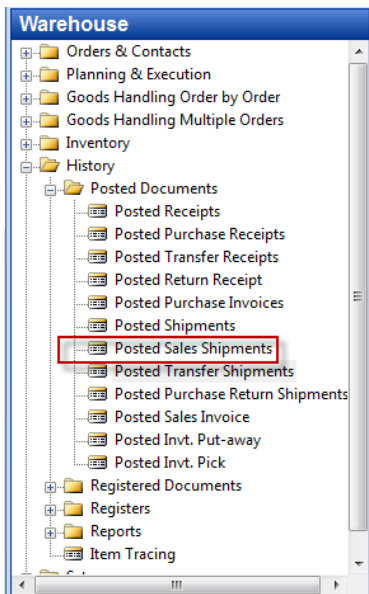 Warehouse
Orders & Contacts
Planning & Execution
Goods Handling Order by Order
Goods Handling Multiple Orders
Inventory
History
Posted Documents
Posted Receipts
Posted Purchase Receipts
Posted Transfer Receipts
Posted Return Receipt
Posted Purchase Invoices
Posted Shipments
Posted Sales Shipments
Posted Transfer Shipments
Posted Purchase Return Shipments
Posted Sales Invoice
Posted Invt. Put-away
Posted Invt. Pick
Registered Documents
Registers
Reports
Item Tracing